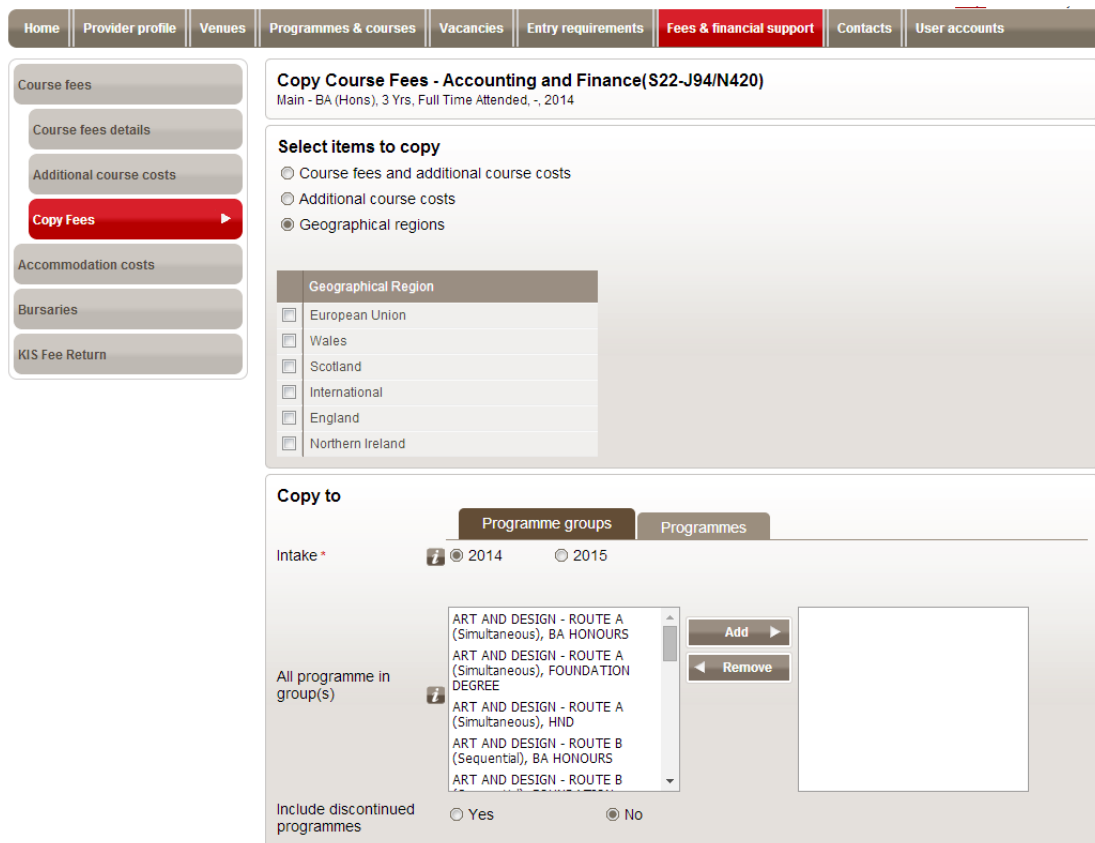 Home Provider profile Venues Programmes & courses Vacancies Entry requirements Fees & financial support Contacts User accounts
Course fees
Course fees details
Additional course costs
Copy Fees
Accommodation costs
Bursaries
KIS Fee Return
Copy Course Fees - Accounting and Finance(S22-J94/N420)
Main - BA (Hons), 3 Yrs, Full Time Attended, -, 2014
Select items to copy
Course fees and additional course costs
Additional course costs
Geographical regions
Geographical Region
European Union
Wales
Scotland
International
England
Northern Ireland
Copy to
Programme groups Programmes
Intake * 2014 2015
All programme in
group(s)
ART AND DESIGN - ROUTE A
(Simultaneous), BA HONOURS
ART AND DESIGN - ROUTE A
(Simultaneous), FOUNDATION
DEGREE
ART AND DESIGN - ROUTE A
(Simultaneous), HND
ART AND DESIGN - ROUTE B
(Sequential), BA HONOURS
ART AND DESIGN - ROUTE B
Add
Remove
Include discontinued
programmes
Yes No